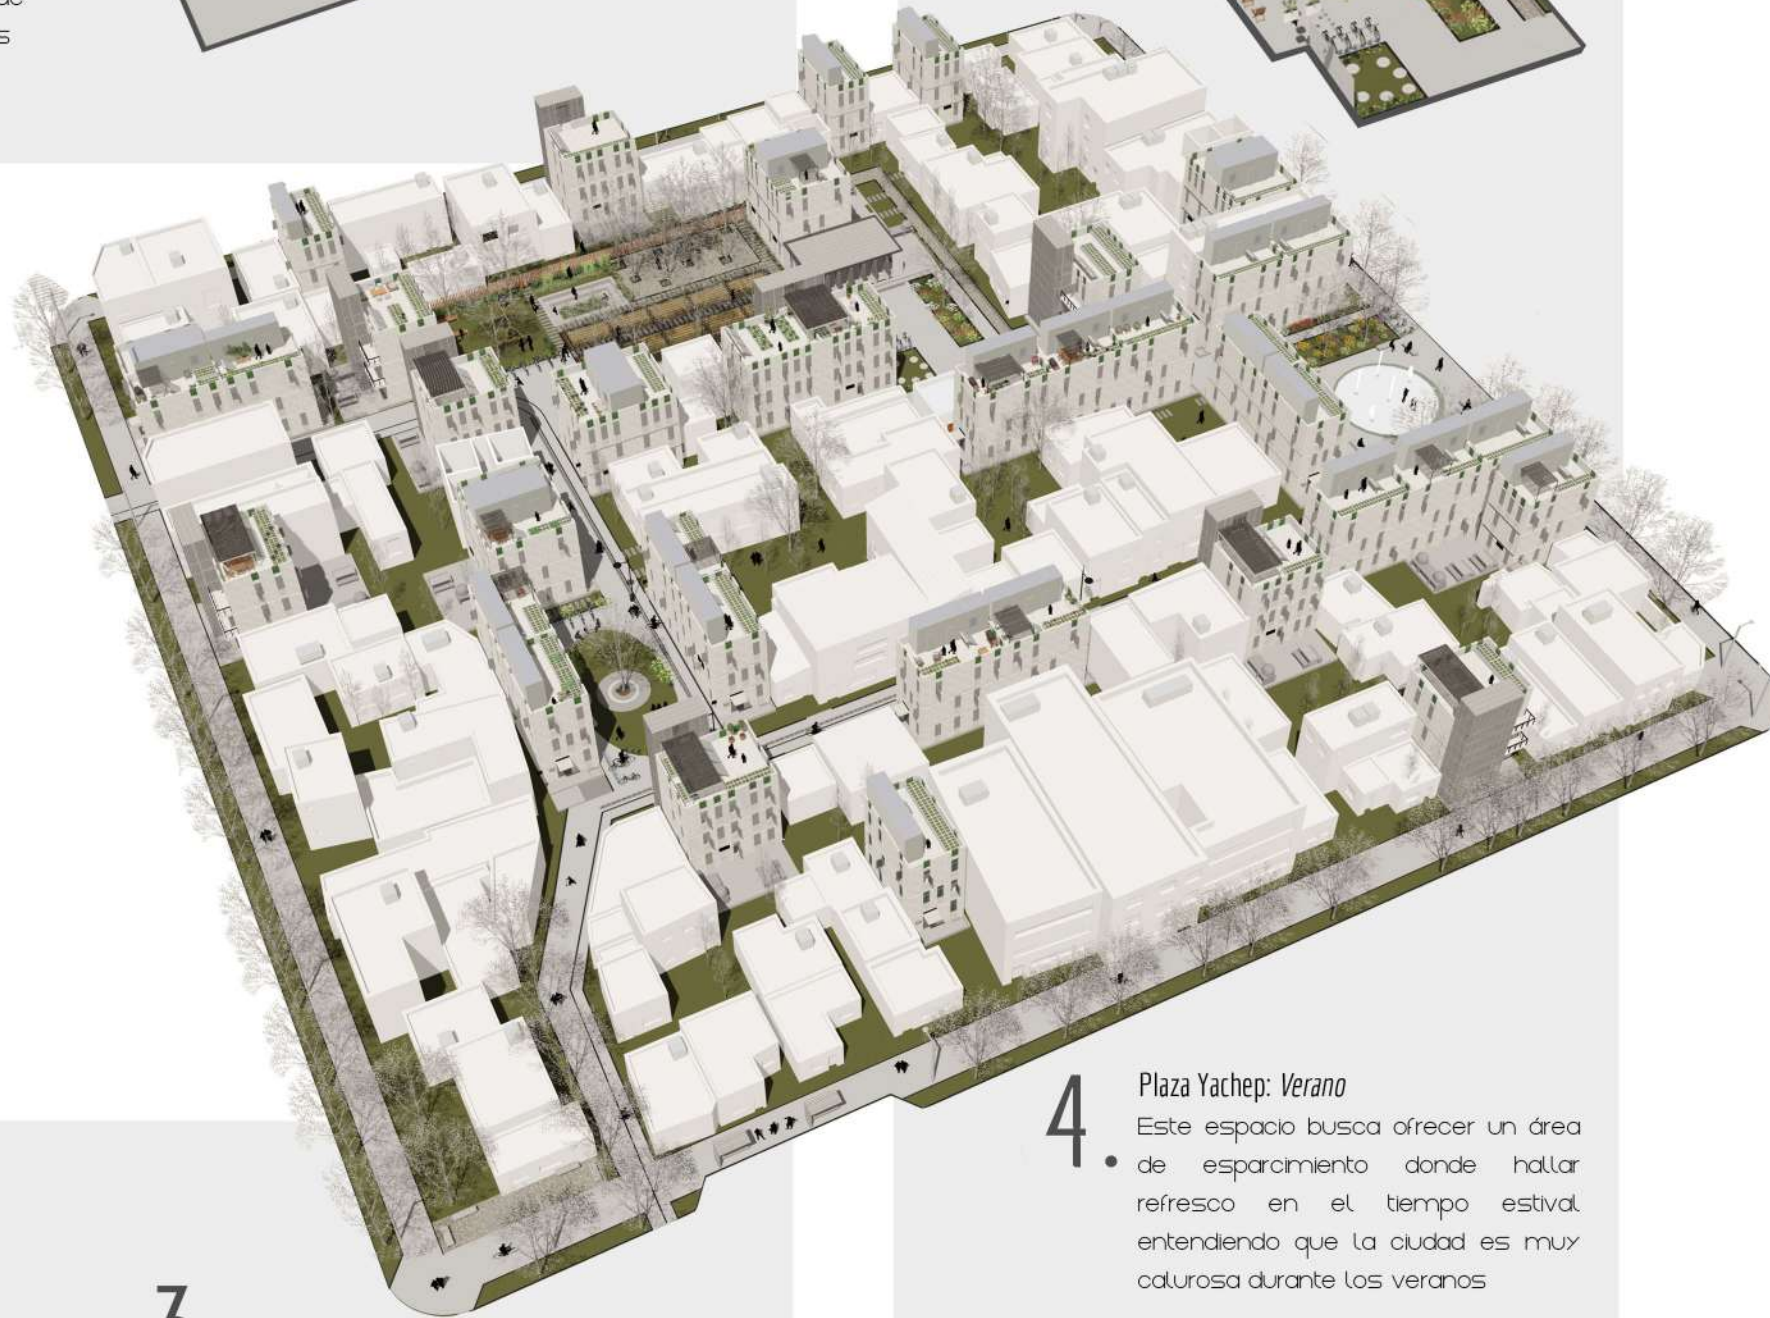 s
3
4.
Plaza Yachep: Verano
Este espacio busca ofrecer un área
de esparcimiento donde hallar
refresco en el tiempo estival
entendiendo que la ciudad es muy
calurosa durante los veranos